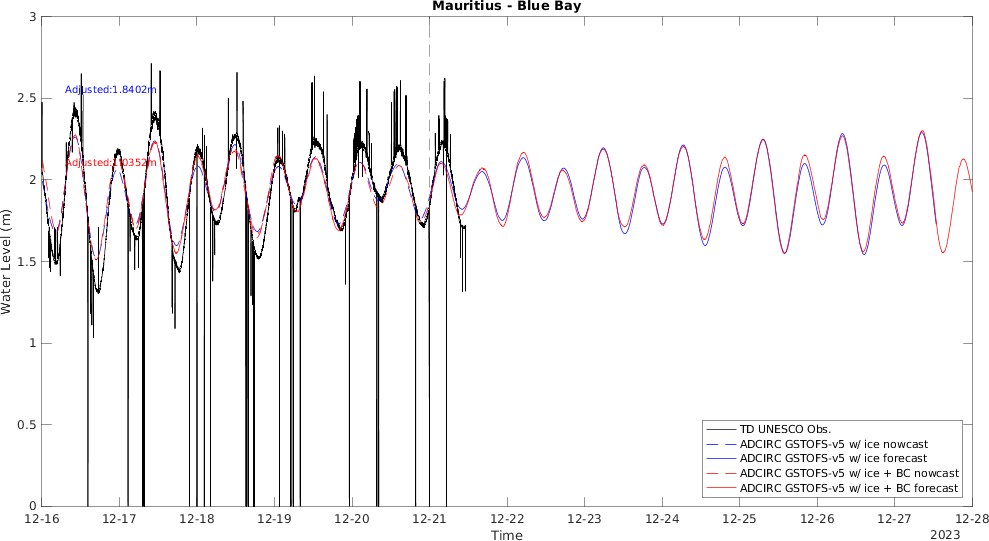 Mauritius - Blue Bay
3
2.5
2
1.5
1
0.5
0
Water Level (m)
Adjusted:1.8402m
12-16
12-17
12-18
12-19
12-20
12-21
12-22
12-23
12-24
12-25
12-26
12-27
12-28
Time
2023
TD UNESCO Obs.
ADCIRC GSTOFS-v5 w/ ice nowcast
ADCIRC GSTOFS-v5 w/ ice forecast
ADCIRC GSTOFS-v5 w/ ice + BC nowcast
ADCIRC GSTOFS-v5 w/ ice + BC forecast